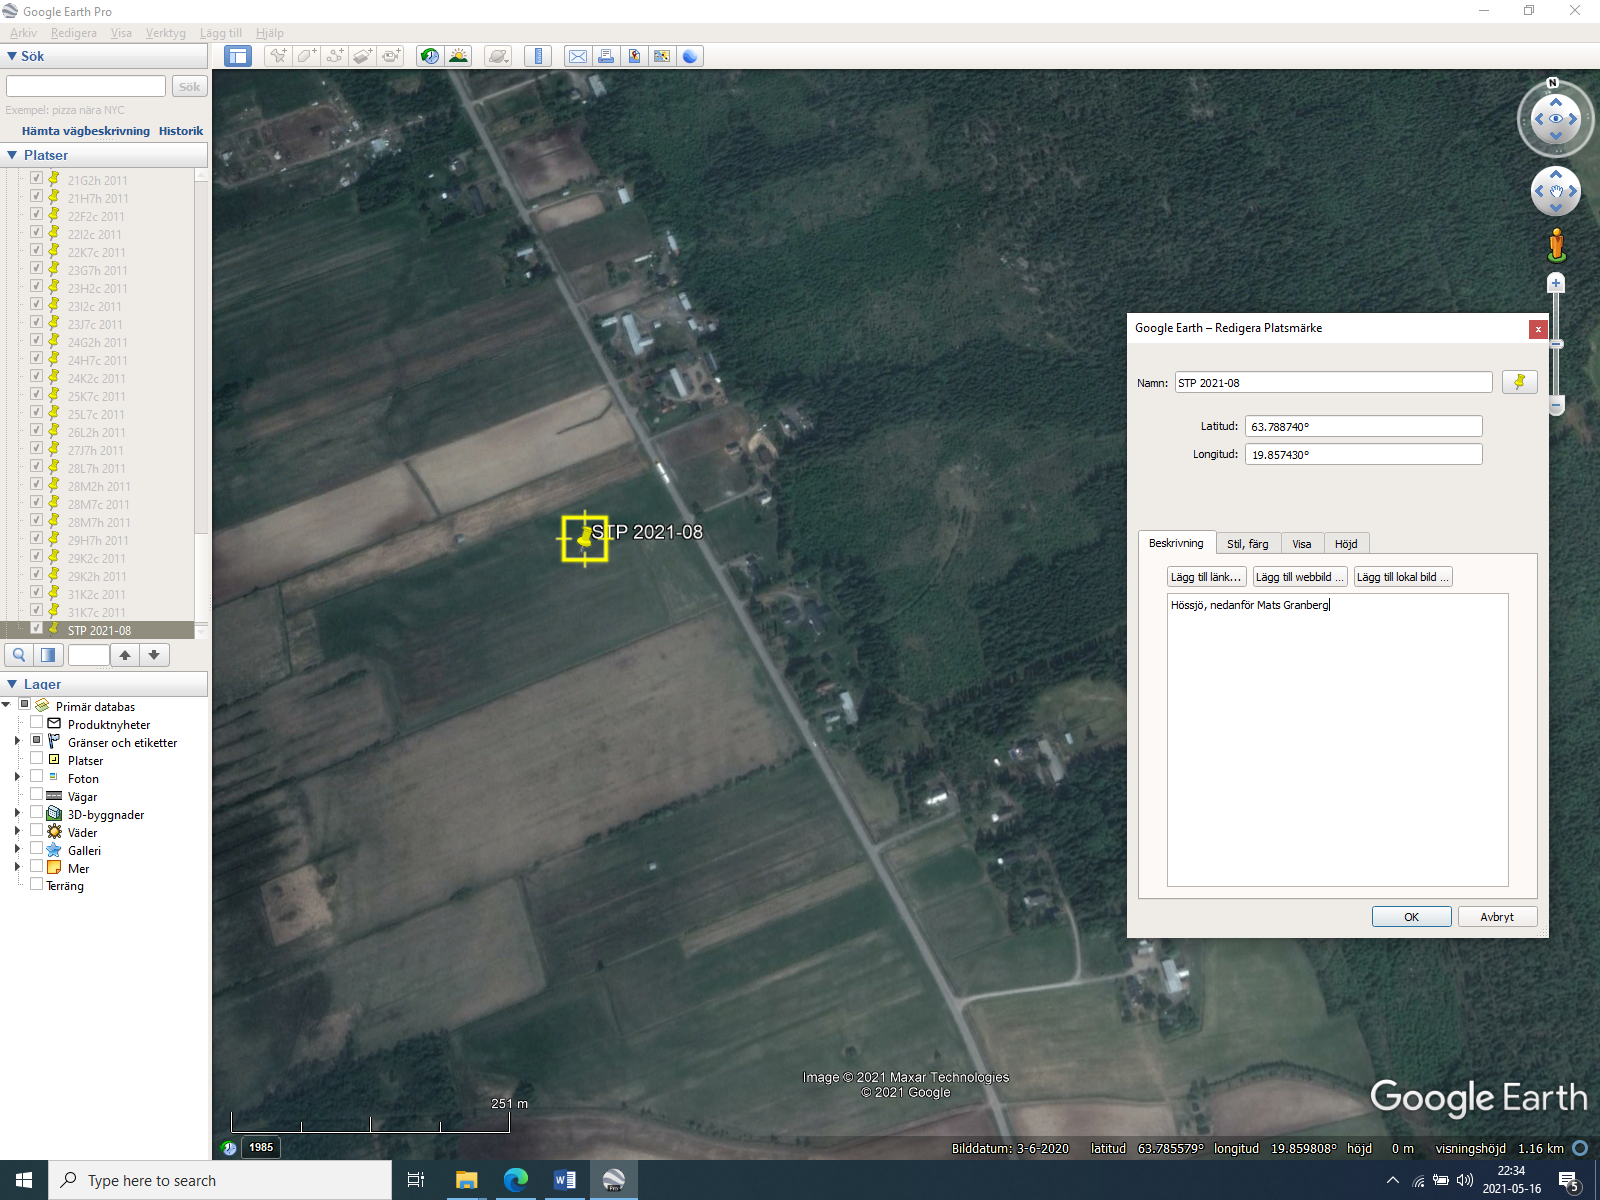 Google Earth Pro
Arkiv Redigera Visa Verktyg Lägg till Hjälp
Sök
Sök
Exempel: pizza nära NYC
Hämta vägbeskrivning Historik
Platser
21G2h 2011
21H7h 2011
22F2c 2011
22I2c 2011
22K7c 2011
23G7h 2011
23H2c 2011
23I2c 2011
23J7c 2011
24G2h 2011
24H7c 2011
24K2c 2011
25K7c 2011
25L7c 2011
26L2h 2011
27J7h 2011
28L7h 2011
28M2h 2011
28M7c 2011
28M7h 2011
29H7h 2011
29K2c 2011
29K2h 2011
31K2c 2011
31K7c 2011
STP 2021-08
Lager
Primär databas
Produktnyheter
Gränser och etiketter
Platser
Foton
Vägar
3D-byggnader
Väder
Galleri
Mer
Terräng
STP 2021-08
N
Google Earth – Redigera Platsmärke
x
Namn: STP 2021-08
Latitud: 63.788740°
Longitud: 19.857430°
Beskrivning Stil, färg Visa Höjd
Lägg till länk... Lägg till webbild ... Lägg till lokal bild ...
Hössjö, nedanför Mats Granberg
OK Avbryt
Image © 2021 Maxar Technologies
© 2021 Google
Google Earth
251 m
1985
Bilddatum: 3-6-2020 latitud 63.785579° longitud 19.859808° höjd 0 m visningshöjd 1.16 km
Type here to search
Pro
22:34
2021-05-16
5